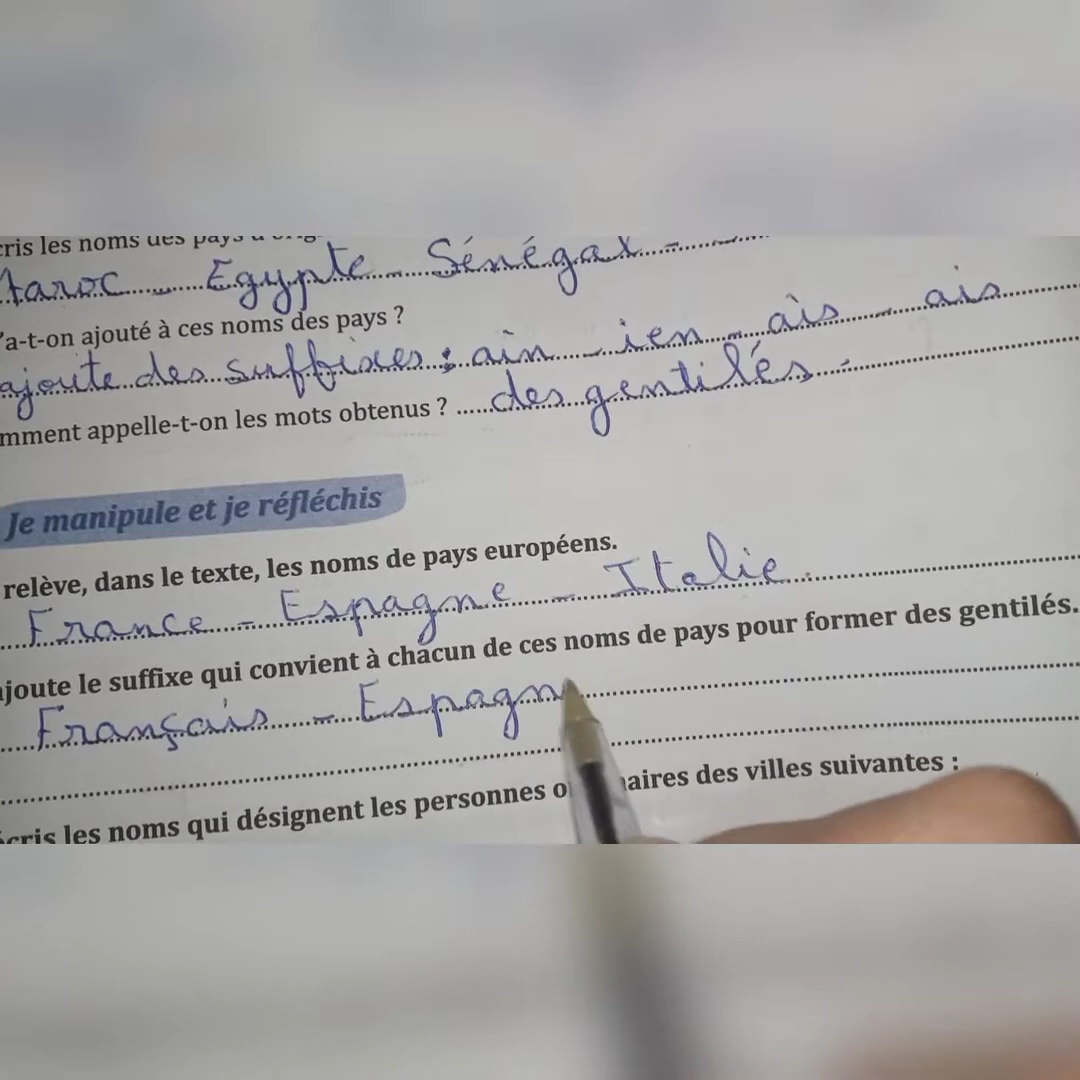 cris les noms des pays d'orig
Maroc Egypte Sénégal -
'a-t-on ajouté à ces noms des pays ?
ajoute des suffixes : ain - ien - ais - ais
mment appelle-t-on les mots obtenus ? des gentilés.
Je manipule et je réfléchis
relève, dans le texte, les noms de pays européens.
France - Espagne - Italie.
joute le suffixe qui convient à chacun de ces noms de pays pour former des gentilés.
Français - Espagn
cris les noms qui désignent les personnes o naires des villes suivantes :